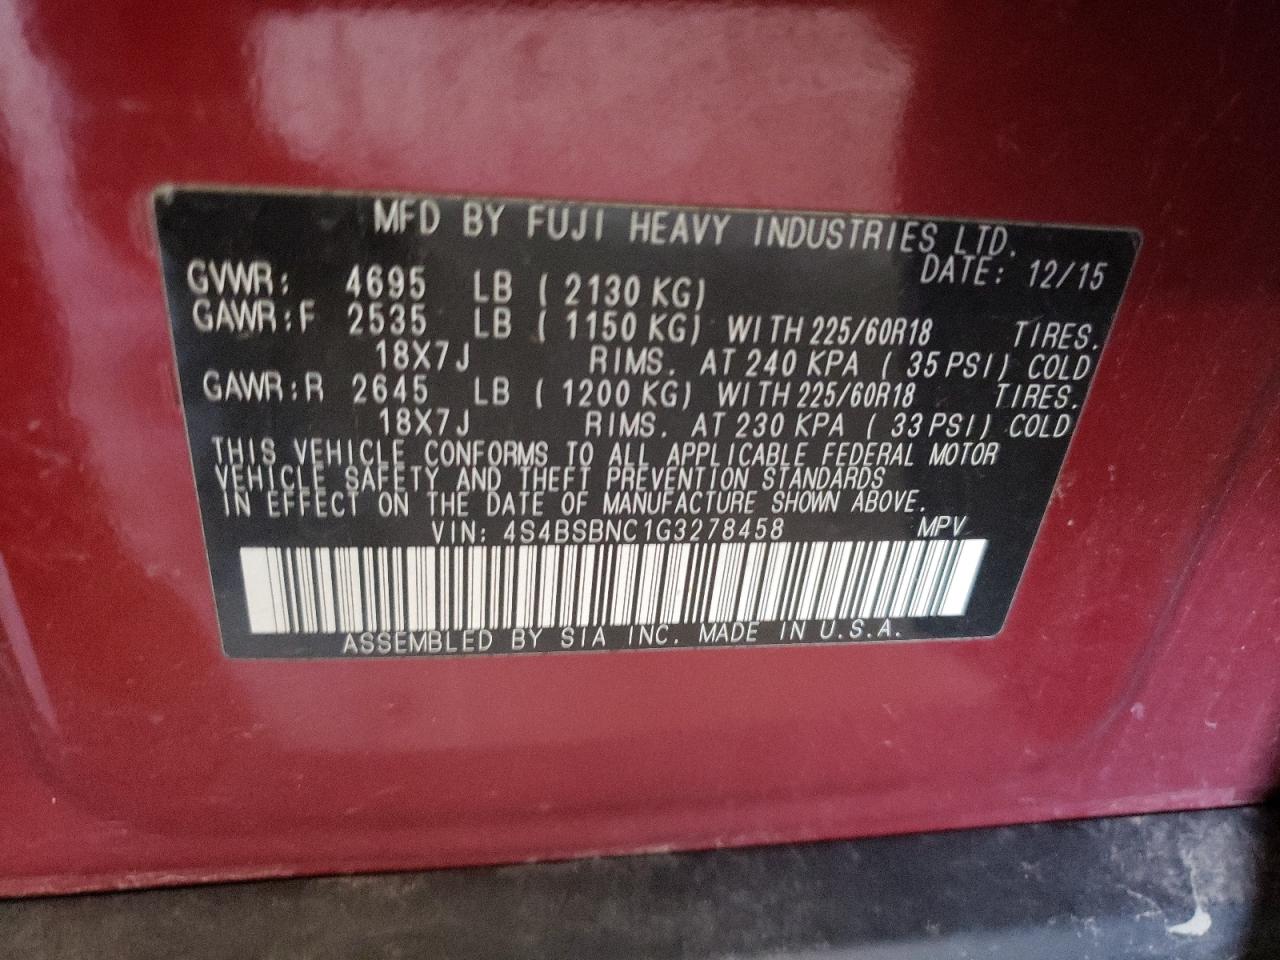 MFD BY FUJI HEAVY INDUSTRIES LTD.
DATE: 12/15
GVWR: 4695 LB ( 2130 KG)
GAWR:F 2535 LB ( 1150 KG) WITH 225/60R18 TIRES.
18X7J RIMS. AT 240 KPA ( 35 PSI) COLD
GAWR:R 2645 LB ( 1200 KG) WITH 225/60R18 TIRES.
18X7J RIMS. AT 230 KPA ( 33 PSI) COLD
THIS VEHICLE CONFORMS TO ALL APPLICABLE FEDERAL MOTOR
VEHICLE SAFETY AND THEFT PREVENTION STANDARDS
IN EFFECT ON THE DATE OF MANUFACTURE SHOWN ABOVE.
VIN: 4S4BSBNC1G3278458 MPV
ASSEMBLED BY SIA INC. MADE IN U.S.A.